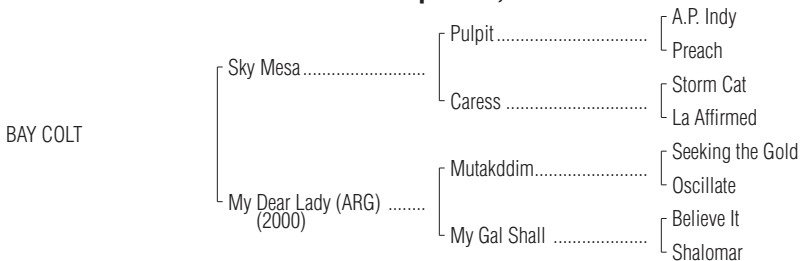 A.P. Indy
Pulpit
Preach
Sky Mesa
Storm Cat
Caress
La Affirmed
BAY COLT
Seeking the Gold
Mutakddim
Oscillate
My Dear Lady (ARG)
(2000)
Believe It
My Gal Shall
Shalomar